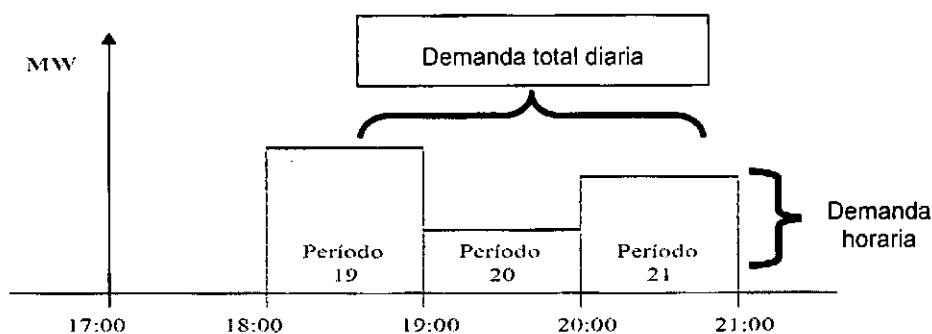 Demanda total diaria
MW
Período
19
Período
20
Período
21
Demanda
horaria
17:00
18:00
19:00
20:00
21:00